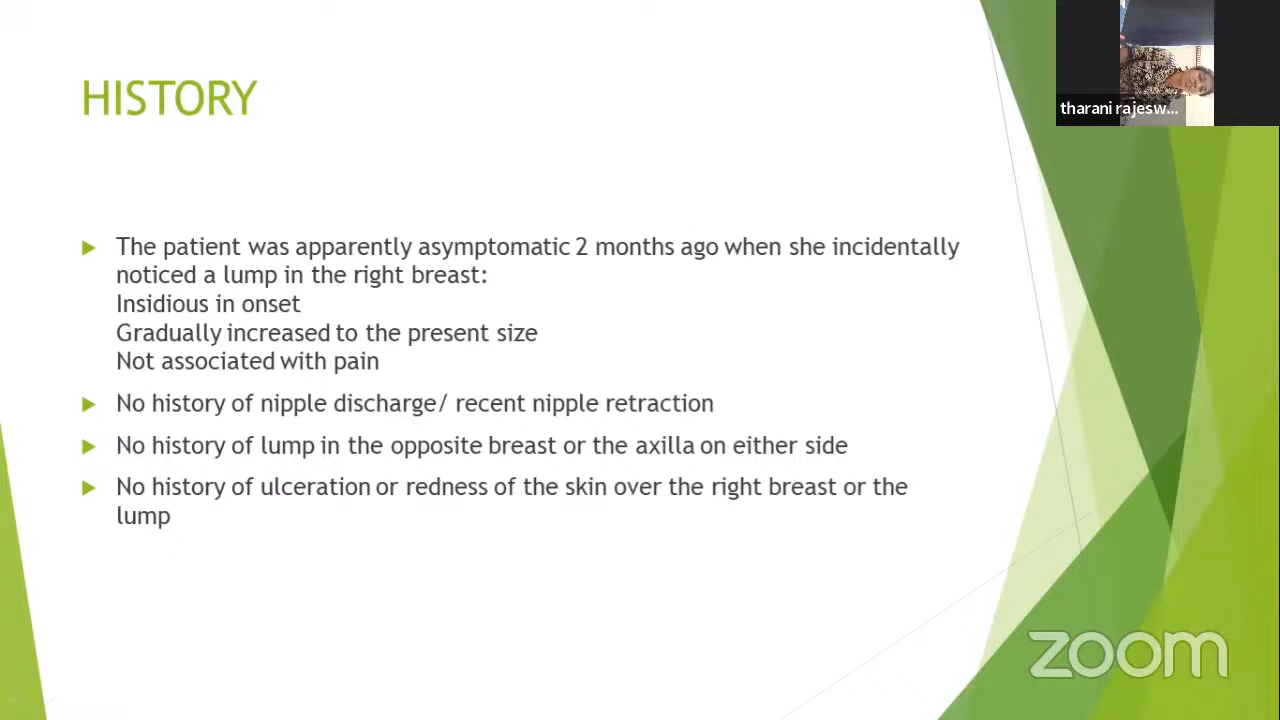 tharani rajesw...
HISTORY
The patient was apparently asymptomatic 2 months ago when she incidentally
noticed a lump in the right breast:
Insidious in onset
Gradually increased to the present size
Not associated with pain
No history of nipple discharge/ recent nipple retraction
No history of lump in the opposite breast or the axilla on either side
No history of ulceration or redness of the skin over the right breast or the
lump
zoom